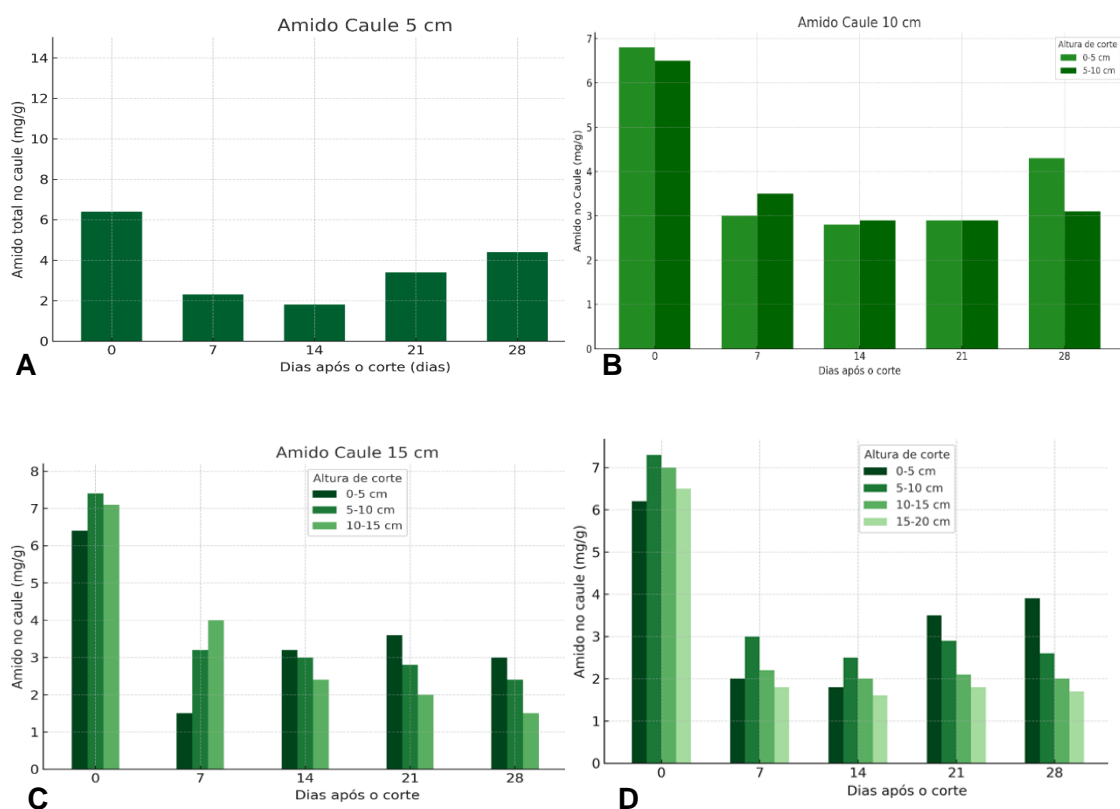 Amido Caule 5 cm
Amido total no caule (mg/g)
14
12
10
8
6
4
2
0
0 7 14 21 28
Dias após o corte (dias)
A
Amido Caule 10 cm
Amido no Caule (mg/g)
7
6
5
4
3
2
1
0
Altura de corte
0-5 cm
5-10 cm
0 7 14 21 28
Dias após o corte
B
Amido Caule 15 cm
Amido no caule (mg/g)
8
7
6
5
4
3
2
1
0
Altura de corte
0-5 cm
5-10 cm
10-15 cm
0 7 14 21 28
Dias após o corte
C
Amido no caule (mg/g)
7
6
5
4
3
2
1
0
Altura de corte
0-5 cm
5-10 cm
10-15 cm
15-20 cm
0 7 14 21 28
Dias após o corte
D